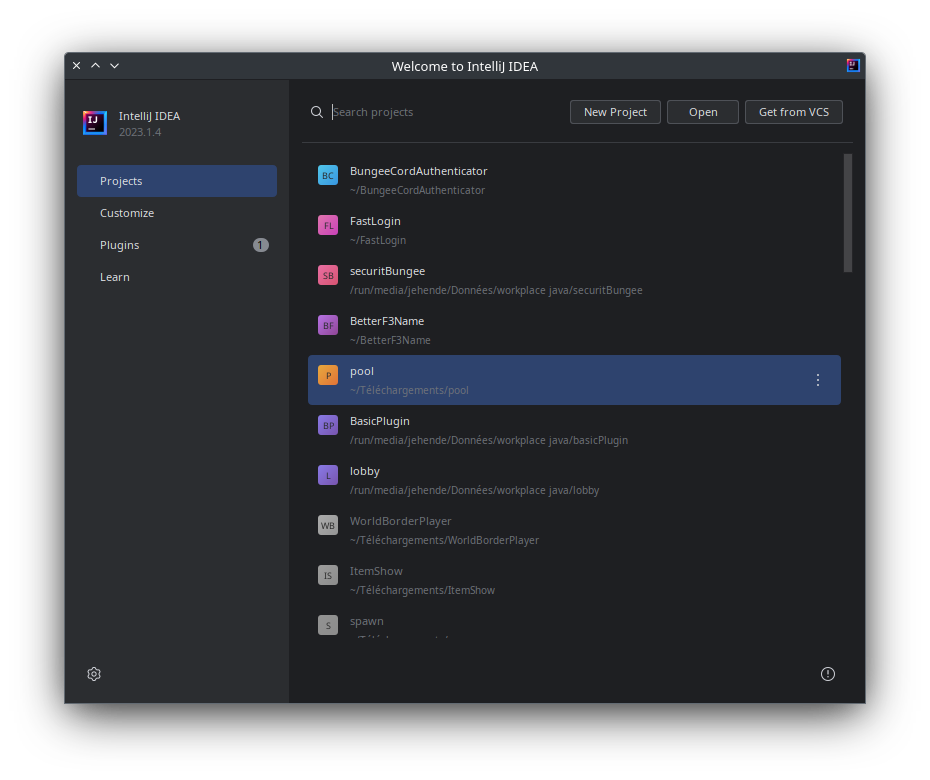 Welcome to IntelliJ IDEA
IJ
IntelliJ IDEA
2023.1.4
Projects
Customize
Plugins
1
Learn
Search projects
New Project
Open
Get from VCS
BC
BungeeCordAuthenticator
~/BungeeCordAuthenticator
FL
FastLogin
~/FastLogin
SB
securitBungee
/run/media/jehende/Données/workplace java/securitBungee
BF
BetterF3Name
~/BetterF3Name
P
pool
~/Téléchargements/pool
BP
BasicPlugin
/run/media/jehende/Données/workplace java/basicPlugin
L
lobby
/run/media/jehende/Données/workplace java/lobby
WB
WorldBorderPlayer
~/Téléchargements/WorldBorderPlayer
IS
ItemShow
~/Téléchargements/ItemShow
S
spawn